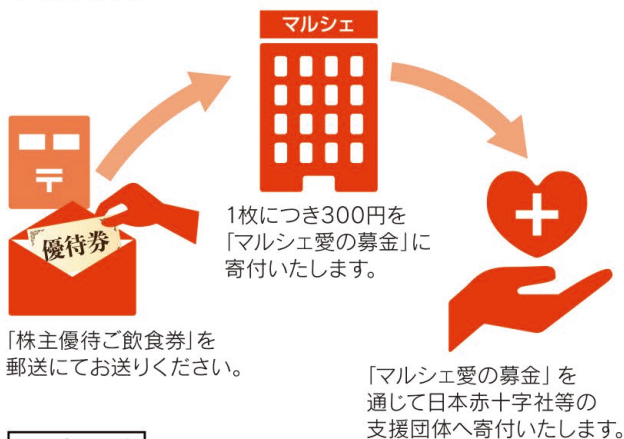 マルシェ
優待券
「株主優待ご飲食券」を
郵送にてお送りください。
1枚につき300円を
「マルシェ愛の募金」に
寄付いたします。
「マルシェ愛の募金」を
通じて日本赤十字社等の
支援団体へ寄付いたします。